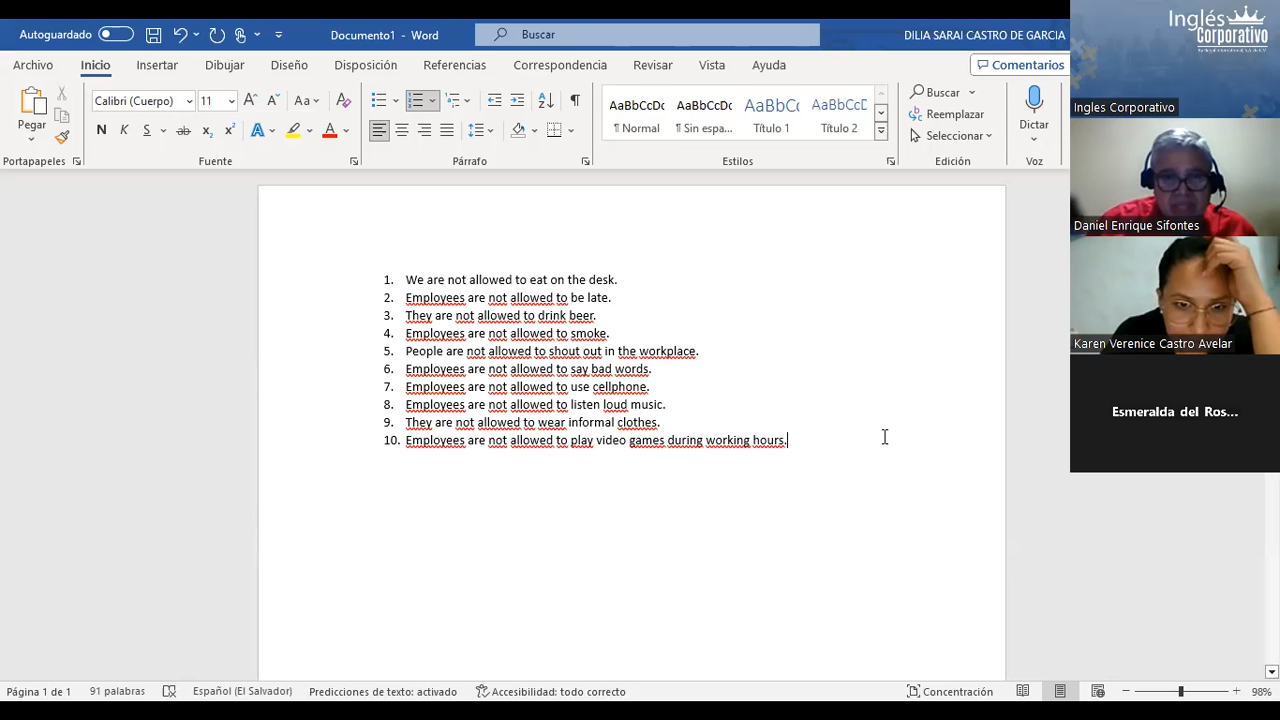 Autoguardado
Documento1 - Word
Buscar
DILIA SARAI CASTRO DE GARCIA
Archivo Inicio Insertar Dibujar Diseño Disposición Referencias Correspondencia Revisar Vista Ayuda
Comentarios
Pegar
Calibri (Cuerpo) 11
N K S ab x₂ x² A A
AaBbCcDc AaBbCcDc AaBbCc AaBbCcD
¶ Normal ¶ Sin espa... Título 1 Título 2
Buscar
Reemplazar
Seleccionar
Dictar
Portapapeles Fuente Párrafo Estilos Edición Voz
1. We are not allowed to eat on the desk.
2. Employees are not allowed to be late.
3. They are not allowed to drink beer.
4. Employees are not allowed to smoke.
5. People are not allowed to shout out in the workplace.
6. Employees are not allowed to say bad words.
7. Employees are not allowed to use cellphone.
8. Employees are not allowed to listen loud music.
9. They are not allowed to wear informal clothes.
10. Employees are not allowed to play video games during working hours.
Página 1 de 1 91 palabras Español (El Salvador) Predicciones de texto: activado Accesibilidad: todo correcto Concentración 98%
Inglés
Corporativo
Ingles Corporativo
Daniel Enrique Sifontes
Karen Verenice Castro Avelar
Esmeralda del Ros...